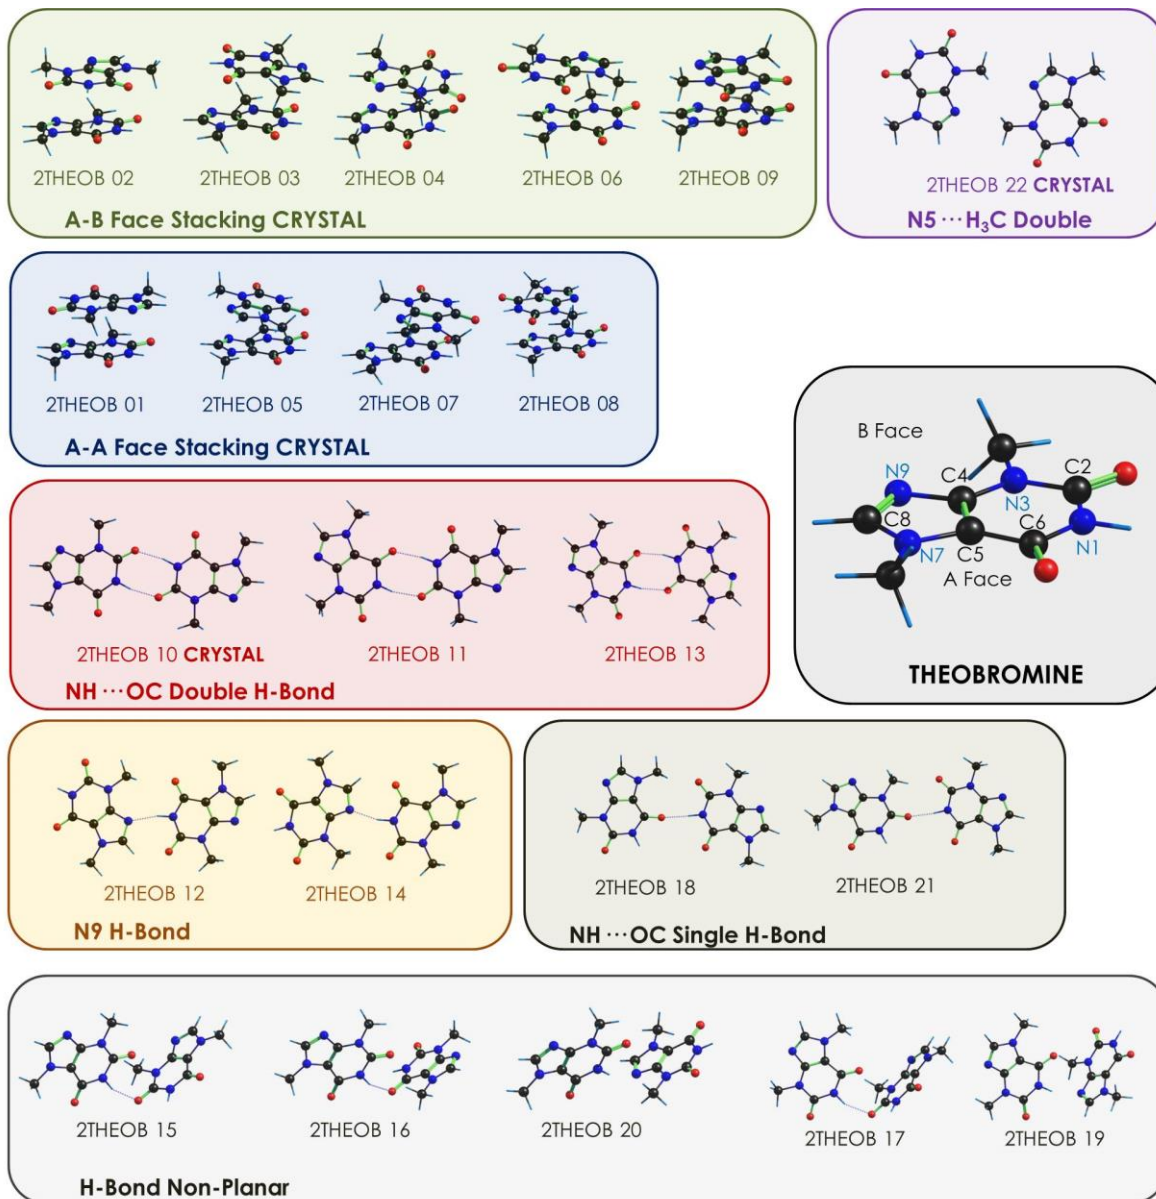 2THEOB 02 2THEOB 03 2THEOB 04 2THEOB 06 2THEOB 09
A-B Face Stacking CRYSTAL
2THEOB 22 CRYSTAL
N5 ··· H₃C Double
2THEOB 01 2THEOB 05 2THEOB 07 2THEOB 08
A-A Face Stacking CRYSTAL
B Face
N9
C4
N3
C2
C8
N7
C5
C6
N1
A Face
THEOBROMINE
2THEOB 10 CRYSTAL 2THEOB 11 2THEOB 13
NH ··· OC Double H-Bond
2THEOB 12 2THEOB 14
N9 H-Bond
2THEOB 18 2THEOB 21
NH ··· OC Single H-Bond
2THEOB 15 2THEOB 16 2THEOB 20 2THEOB 17 2THEOB 19
H-Bond Non-Planar